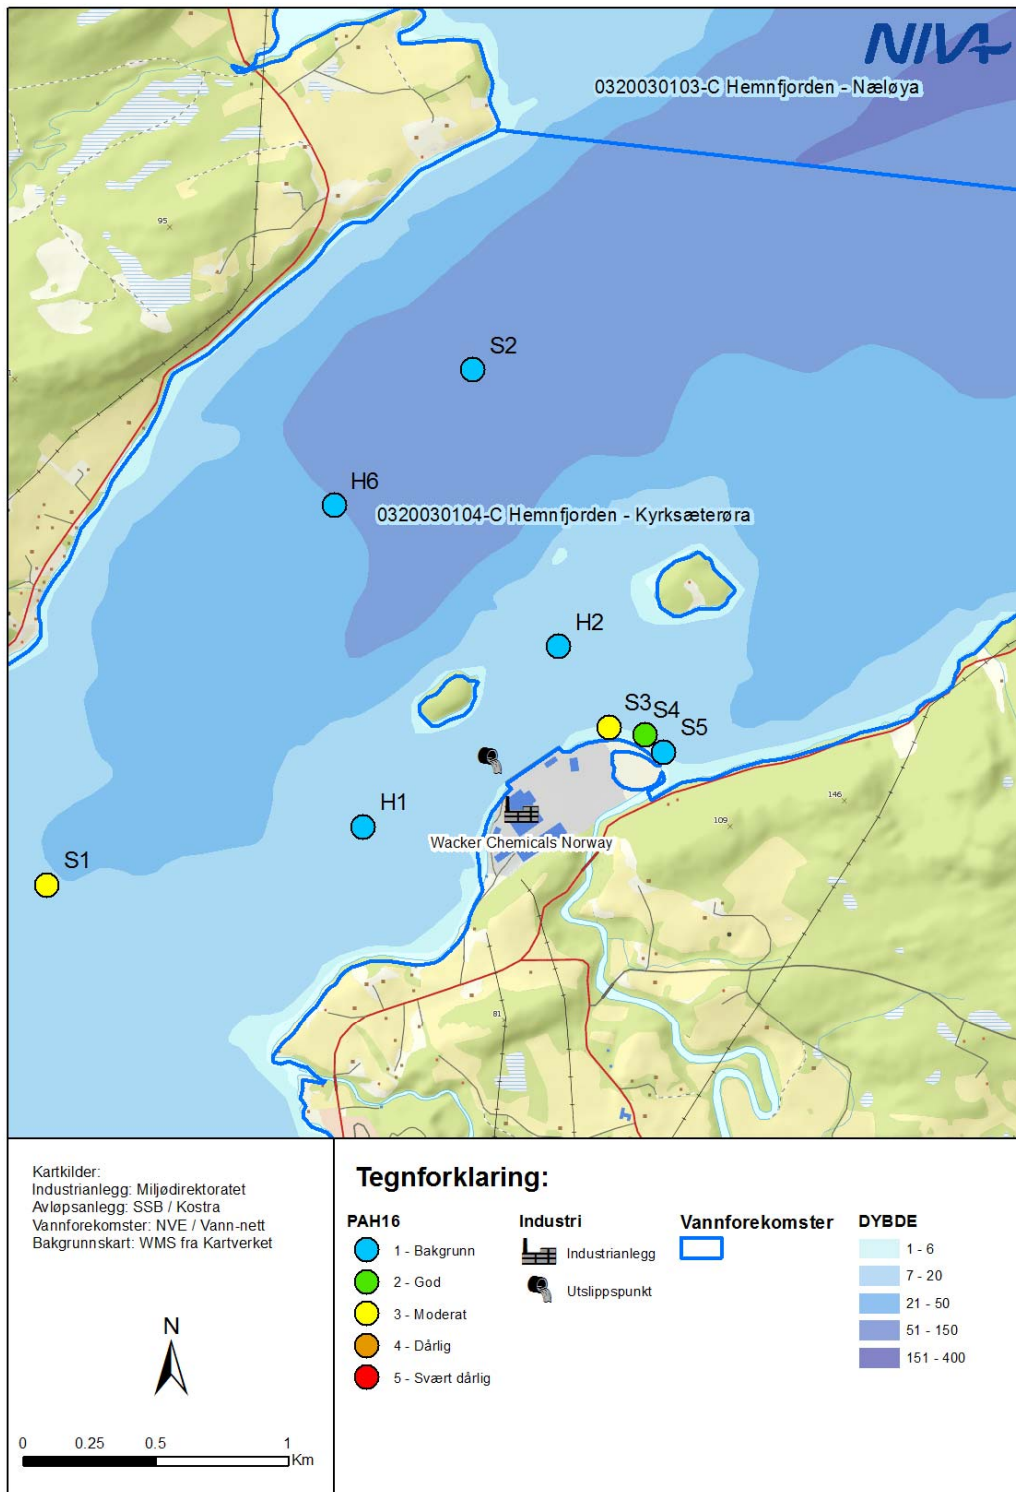 NIVA
0320030103-C Hemnfjorden - Næløya
95
S2
H6
0320030104-C Hemnfjorden - Kyrksæterøra
H2
S3
S4
S5
H1
Wacker Chemicals Norway
146
109
S1
81
Kartkilder:
Industrianlegg: Miljødirektoratet
Avløpsanlegg: SSB / Kostra
Vannforekomster: NVE / Vann-nett
Bakgrunnskart: WMS fra Kartverket
N
0 0.25 0.5 1
Km
Tegnforklaring:
PAH16
1 - Bakgrunn
2 - God
3 - Moderat
4 - Dårlig
5 - Svært dårlig
Industri
Industrianlegg
Utslippspunkt
Vannforekomster
DYBDE
1 - 6
7 - 20
21 - 50
51 - 150
151 - 400